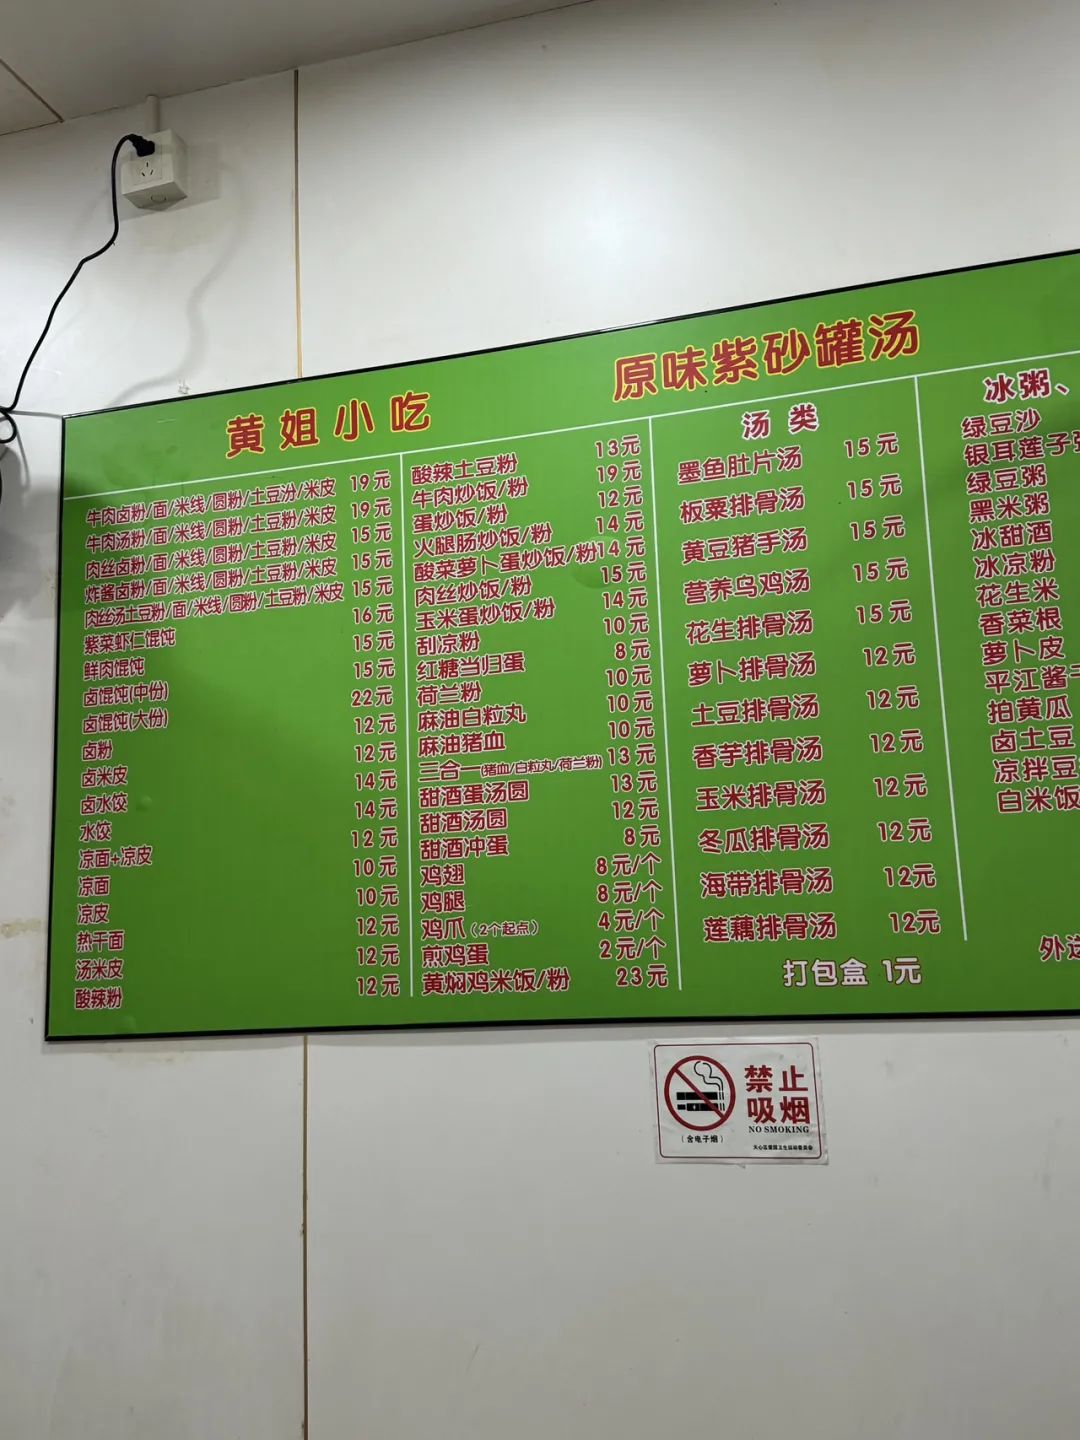 黄姐小吃
原味紫砂罐汤
牛肉卤粉/面/米线/圆粉/土豆汾/米皮 19元
牛肉汤粉/面/米线/圆粉/土豆粉/米皮 19元
肉丝卤粉/面/米线/圆粉/土豆粉/米皮 15元
炸酱卤粉/面/米线/圆粉/土豆粉/米皮 15元
肉丝汤土豆粉/面/米线/圆粉/土豆粉/米皮 15元
紫菜虾仁馄饨 16元
鲜肉馄饨 15元
卤馄饨(中份) 15元
卤馄饨(大份) 22元
卤粉 12元
卤米皮 12元
卤水饺 14元
水饺 14元
凉面+凉皮 12元
凉面 10元
凉皮 10元
热干面 12元
汤米皮 12元
酸辣粉 12元
酸辣土豆粉 13元
牛肉炒饭/粉 19元
蛋炒饭/粉 12元
火腿肠炒饭/粉 14元
酸菜萝卜蛋炒饭/粉 14元
肉丝炒饭/粉 15元
玉米蛋炒饭/粉 14元
刮凉粉 10元
红糖当归蛋 8元
荷兰粉 10元
麻油白粒丸 10元
麻油猪血 10元
三合一(猪血/白粒丸/荷兰粉) 13元
甜酒蛋汤圆 13元
甜酒汤圆 12元
甜酒冲蛋 8元
鸡翅 8元/个
鸡腿 8元/个
鸡爪(2个起点) 4元/个
煎鸡蛋 2元/个
黄焖鸡米饭/粉 23元
汤类
墨鱼肚片汤 15元
板粟排骨汤 15元
黄豆猪手汤 15元
营养乌鸡汤 15元
花生排骨汤 15元
萝卜排骨汤 12元
土豆排骨汤 12元
香芋排骨汤 12元
玉米排骨汤 12元
冬瓜排骨汤 12元
海带排骨汤 12元
莲藕排骨汤 12元
打包盒 1元
冰粥、
绿豆沙
银耳莲子
绿豆粥
黑米粥
冰甜酒
冰凉粉
花生米
香菜根
萝卜皮
平江酱
拍黄瓜
卤土豆
凉拌豆
白米饭
外送
禁止
吸烟
NO SMOKING
(含电子烟)
天心区爱国卫生运动委员会